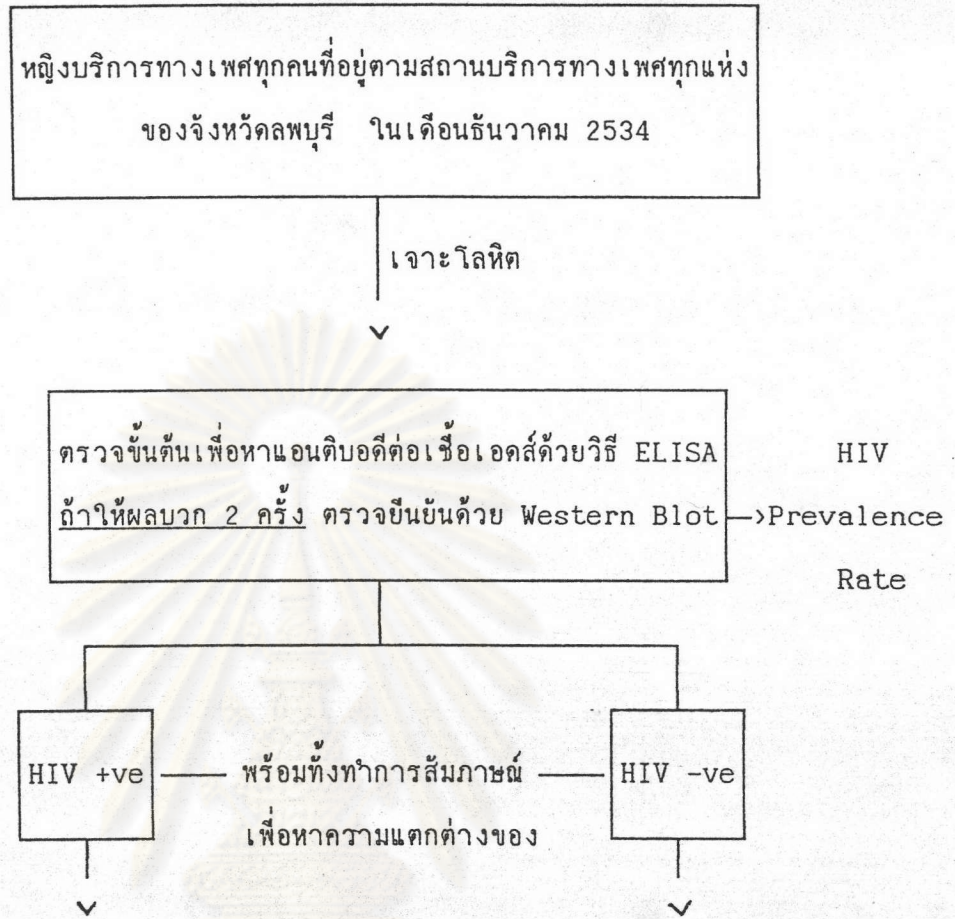 หญิงบริการทางเพศทุกคนที่อยู่ตามสถานบริการทางเพศทุกแห่ง
ของจังหวัดลพบุรี ในเดือนธันวาคม 2534
เจาะโลหิต
ตรวจขั้นต้นเพื่อหาแอนติบอดีต่อเชื้อเอดส์ด้วยวิธี ELISA HIV
ถ้าให้ผลบวก 2 ครั้ง ตรวจยืนยันด้วย Western Blot Prevalence
Rate
HIV +ve พร้อมทั้งทำการสัมภาษณ์ HIV -ve
เพื่อหาความแตกต่างของ